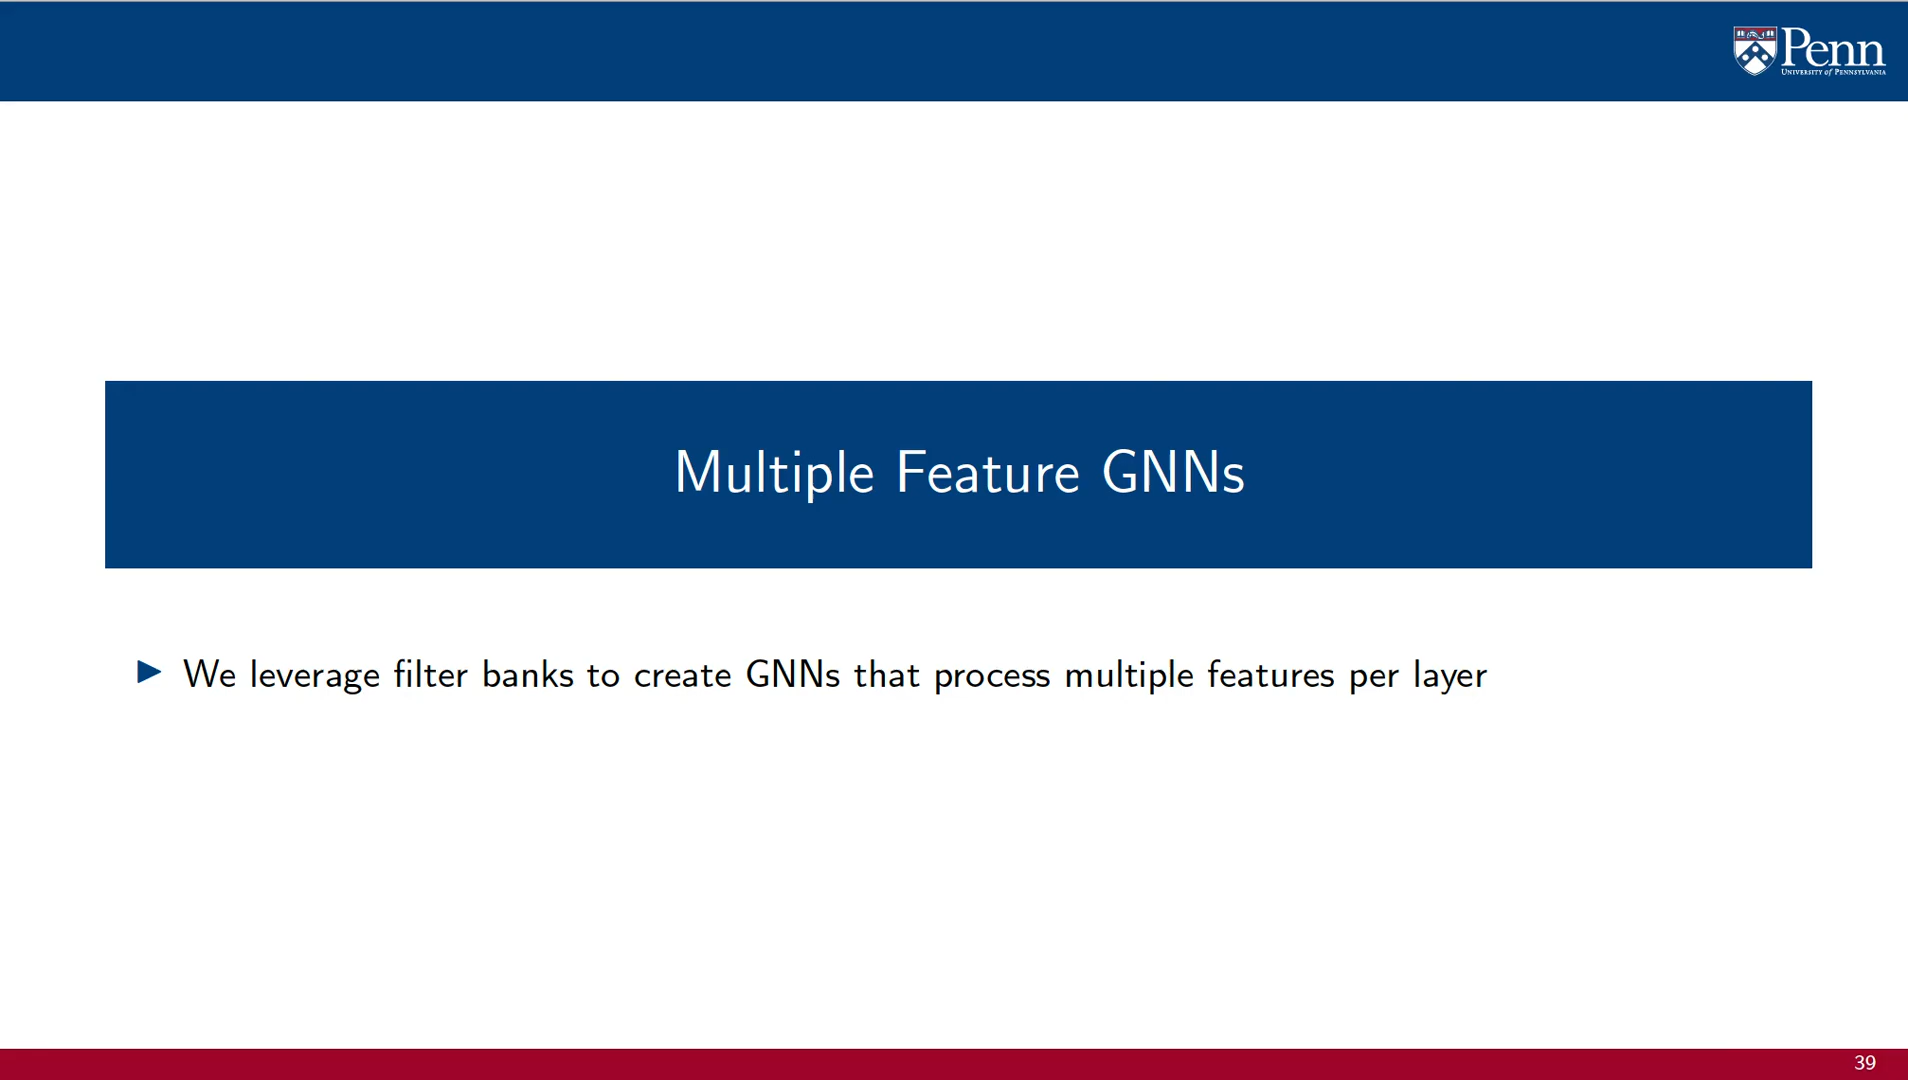 Penn
UNIVERSITY of PENNSYLVANIA
Multiple Feature GNNs
▶ We leverage filter banks to create GNNs that process multiple features per layer
39